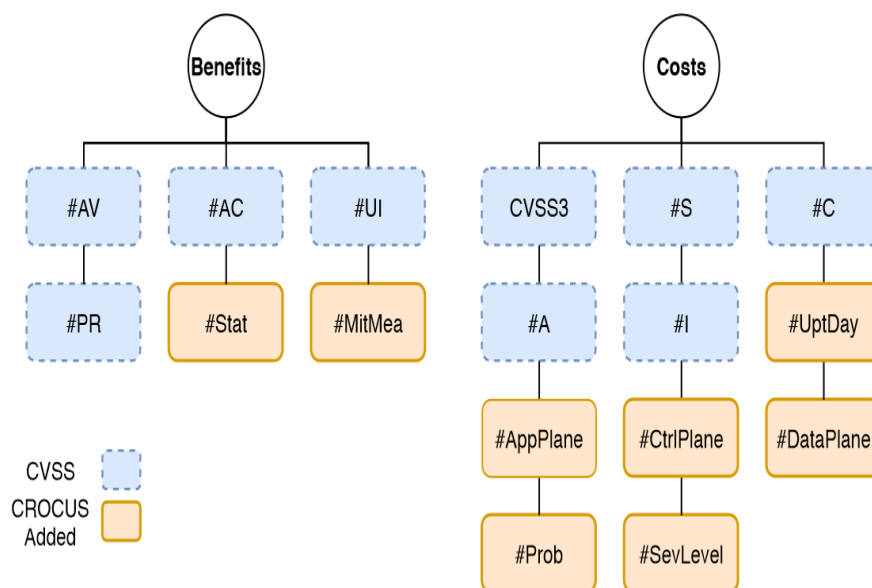 Benefits
Costs
#AV
#AC
#UI
CVSS3
#S
#C
#PR
#Stat
#MitMea
#A
#I
#UptDay
#AppPlane
#CtrlPlane
#DataPlane
CVSS
CROCUS
Added
#Prob
#SevLevel